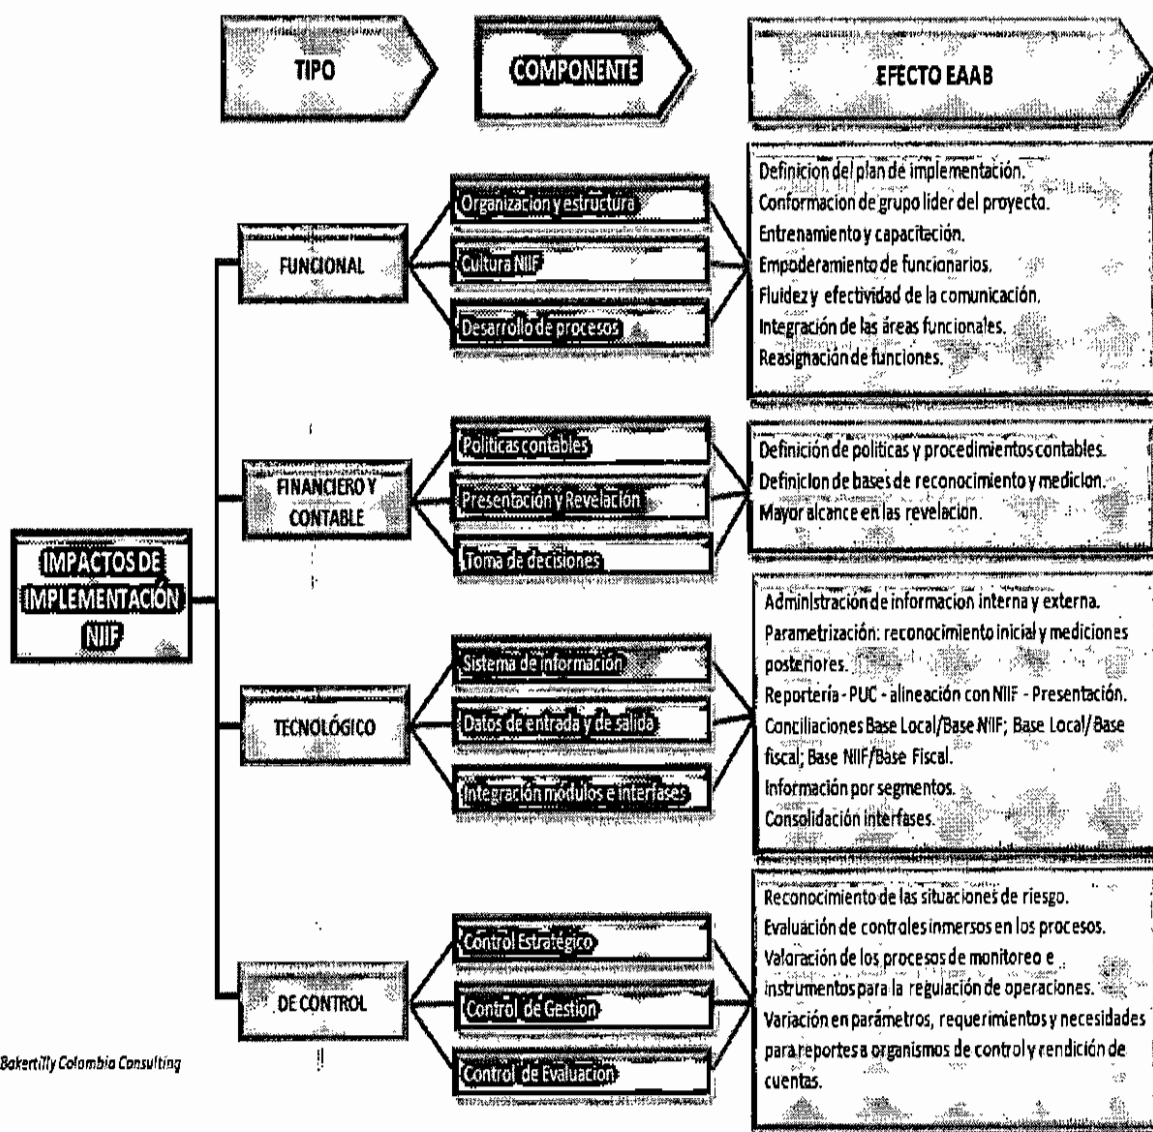 TIPO
COMPONENTE
EFECTO EAAB
IMPACTOS DE
IMPLEMENTACIÓN
NIIF
FUNCIONAL
Organizacion y estructura
Cultura NIIF
Desarrollo de procesos
Definicion del plan de implementación.
Conformacion de grupo lider del proyecto.
Entrenamiento y capacitación.
Empoderamiento de funcionarios.
Fluidez y efectividad de la comunicación.
Integración de las áreas funcionales.
Reasignación de funciones.
FINANCIERO Y
CONTABLE
Politicas contables
Presentación y Revelación
Toma de decisiones
Definición de politicas y procedimientos contables.
Definicion de bases de reconocimiento y medicion.
Mayor alcance en las revelacion.
TECNOLÓGICO
Sistema de información
Datos de entrada y de salida
Integración módulos e interfases
Administración de informacion interna y externa.
Parametrización: reconocimiento inicial y mediciones
posteriores.
Reportería - PUC - alineación con NIIF - Presentación.
Conciliaciones Base Local/Base NIIF; Base Local/Base
fiscal; Base NIIF/Base Fiscal.
Información por segmentos.
Consolidación interfases.
DE CONTROL
Control Estratégico
Control de Gestión
Control de Evaluacion
Reconocimiento de las situaciones de riesgo.
Evaluación de controles inmersos en los procesos.
Valoración de los procesos de monitoreo e
instrumentos para la regulación de operaciones.
Variación en parámetros, requerimientos y necesidades
para reportes a organismos de control y rendición de
cuentas.
Bakertilly Colombia Consulting